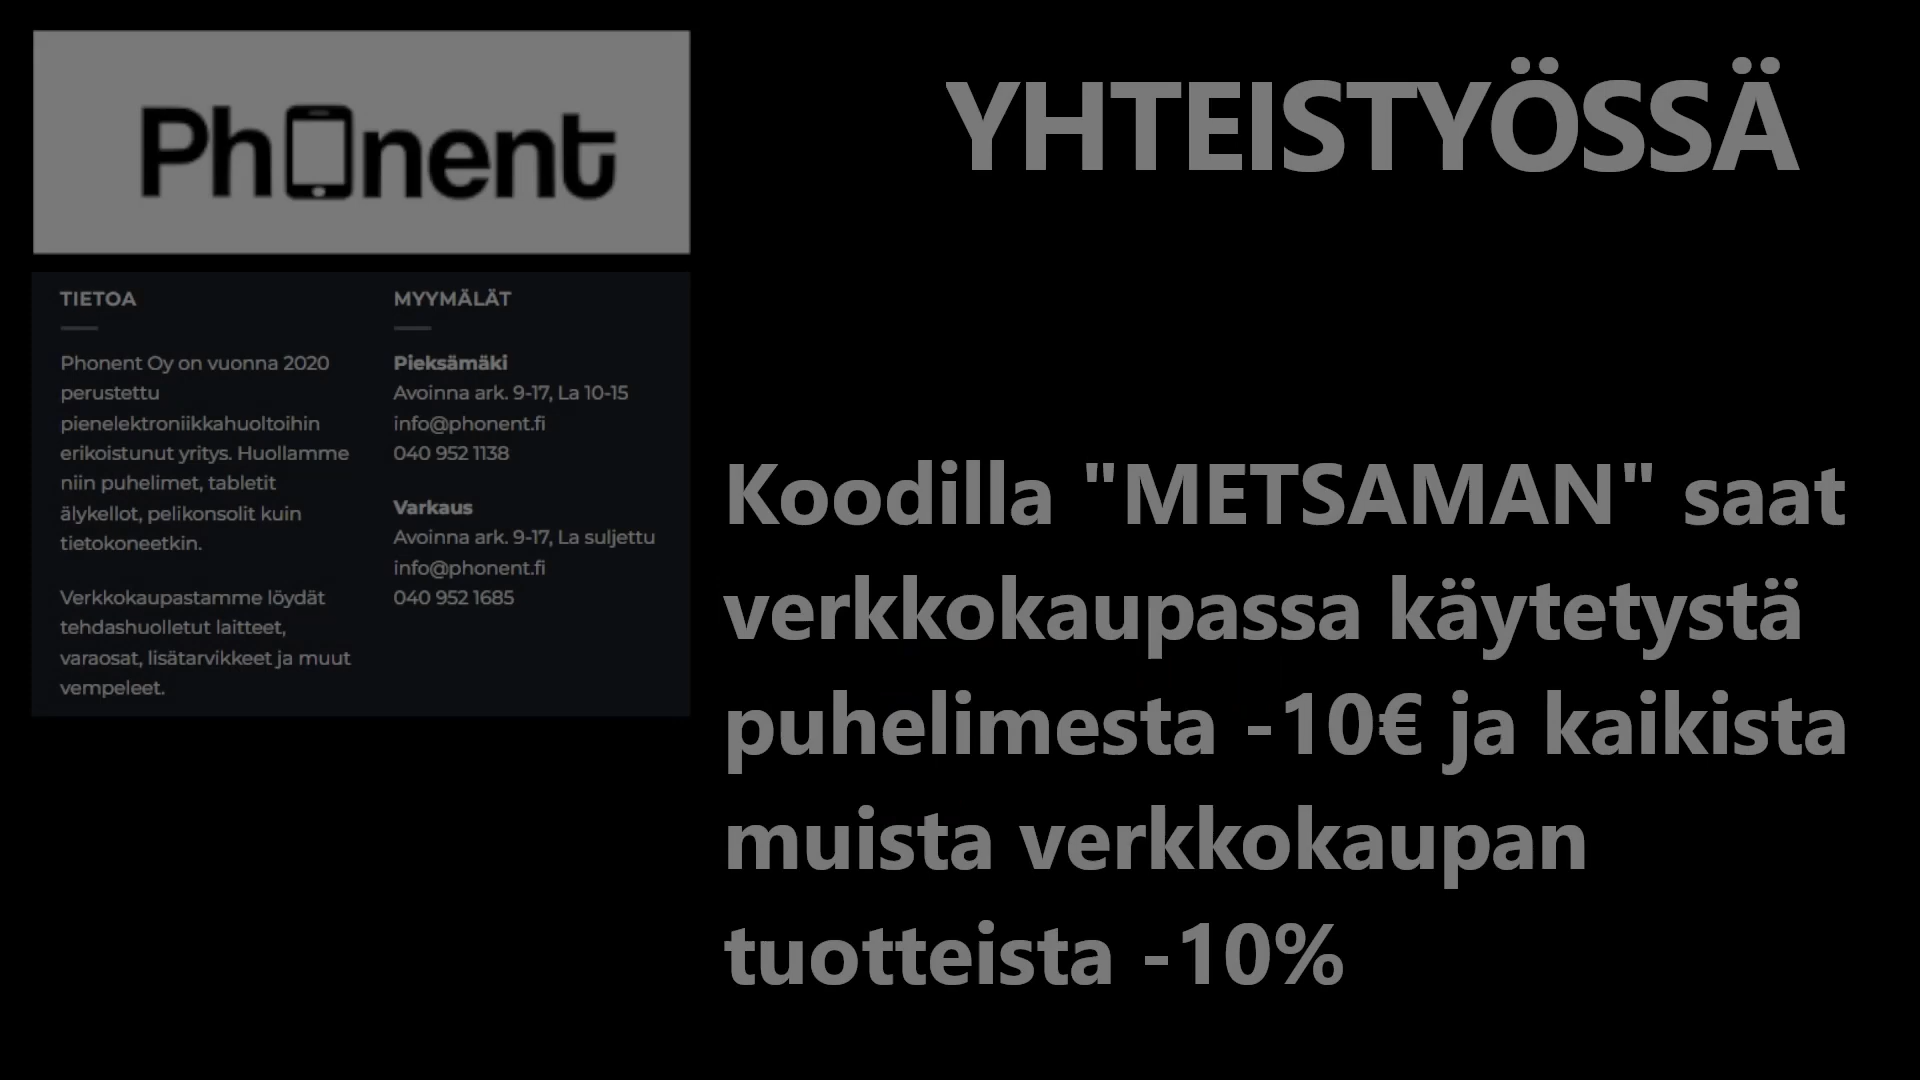 Phonent
YHTEISTYÖSSÄ
TIETOA
Phonent Oy on vuonna 2020
perustettu
pienelektroniikkahuoltoihin
erikoistunut yritys. Huollamme
niin puhelimet, tabletit
älykellot, pelikonsolit kuin
tietokoneetkin.
Verkkokaupastamme löydät
tehdashuolletut laitteet,
varaosat, lisätarvikkeet ja muut
vempeleet.
MYYMÄLÄT
Pieksämäki
Avoinna ark. 9-17, La 10-15
info@phonent.fi
040 952 1138
Varkaus
Avoinna ark. 9-17, La suljettu
info@phonent.fi
040 952 1685
Koodilla "METSAMAN" saat
verkkokaupassa käytetystä
puhelimesta -10€ ja kaikista
muista verkkokaupan
tuotteista -10%